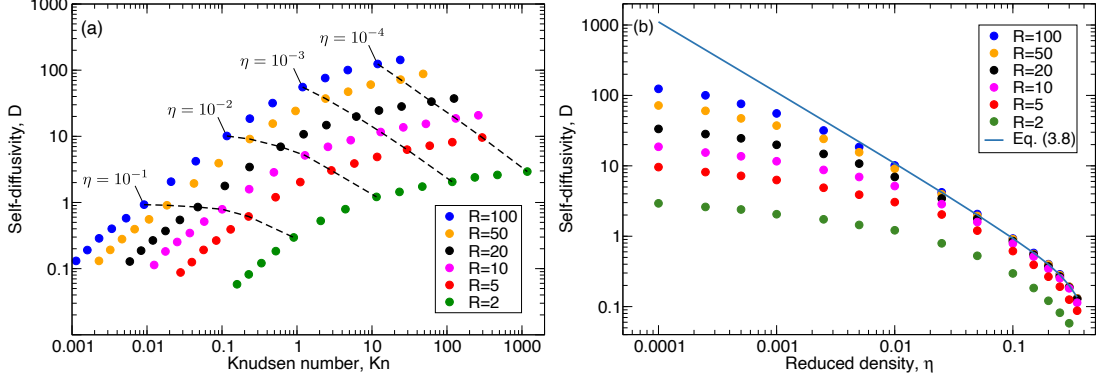 (a)
η = 10⁻⁴
η = 10⁻³
η = 10⁻²
η = 10⁻¹
1000
100
10
1
0.1
Self-diffusivity, D
0.001
0.01
0.1
1
10
100
1000
Knudsen number, Kn
R=100
R=50
R=20
R=10
R=5
R=2
(b)
1000
100
10
1
0.1
Self-diffusivity, D
0.0001
0.001
0.01
0.1
Reduced density, η
R=100
R=50
R=20
R=10
R=5
R=2
Eq. (3.8)